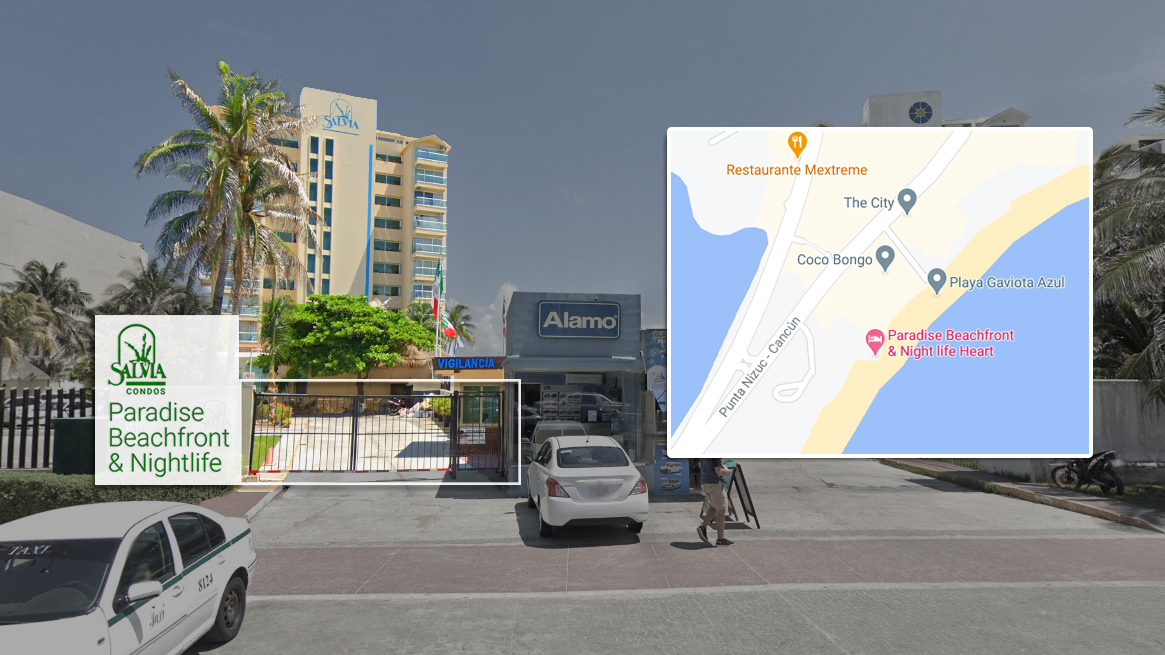 SALVIA
Alamo
VIGILANCIA
SALVIA
CONDOS
Paradise
Beachfront
& Nightlife
Restaurante Mextreme
The City
Coco Bongo
Playa Gaviota Azul
Paradise Beachfront
& Night life Heart
Punta Nizuc - Cancún
TAXI
8124